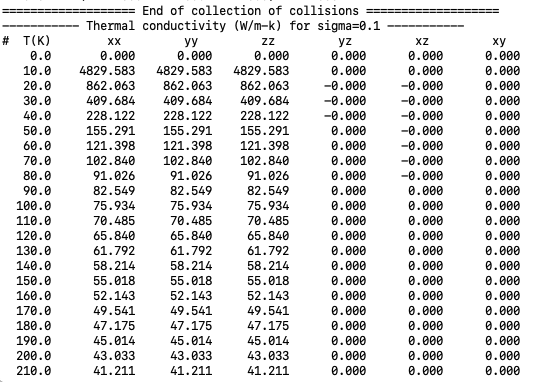 =================== End of collection of collisions ===================
----------- Thermal conductivity (W/m-k) for sigma=0.1 -----------
# T(K) xx yy zz yz xz xy
0.0 0.000 0.000 0.000 0.000 0.000 0.000
10.0 4829.583 4829.583 4829.583 0.000 0.000 0.000
20.0 862.063 862.063 862.063 -0.000 -0.000 0.000
30.0 409.684 409.684 409.684 -0.000 -0.000 0.000
40.0 228.122 228.122 228.122 -0.000 -0.000 0.000
50.0 155.291 155.291 155.291 0.000 -0.000 0.000
60.0 121.398 121.398 121.398 0.000 -0.000 0.000
70.0 102.840 102.840 102.840 0.000 -0.000 0.000
80.0 91.026 91.026 91.026 0.000 -0.000 0.000
90.0 82.549 82.549 82.549 0.000 0.000 0.000
100.0 75.934 75.934 75.934 0.000 0.000 0.000
110.0 70.485 70.485 70.485 0.000 0.000 0.000
120.0 65.840 65.840 65.840 0.000 0.000 0.000
130.0 61.792 61.792 61.792 0.000 0.000 0.000
140.0 58.214 58.214 58.214 0.000 0.000 0.000
150.0 55.018 55.018 55.018 0.000 0.000 0.000
160.0 52.143 52.143 52.143 0.000 0.000 0.000
170.0 49.541 49.541 49.541 0.000 0.000 0.000
180.0 47.175 47.175 47.175 0.000 0.000 0.000
190.0 45.014 45.014 45.014 0.000 0.000 0.000
200.0 43.033 43.033 43.033 0.000 0.000 0.000
210.0 41.211 41.211 41.211 0.000 0.000 0.000